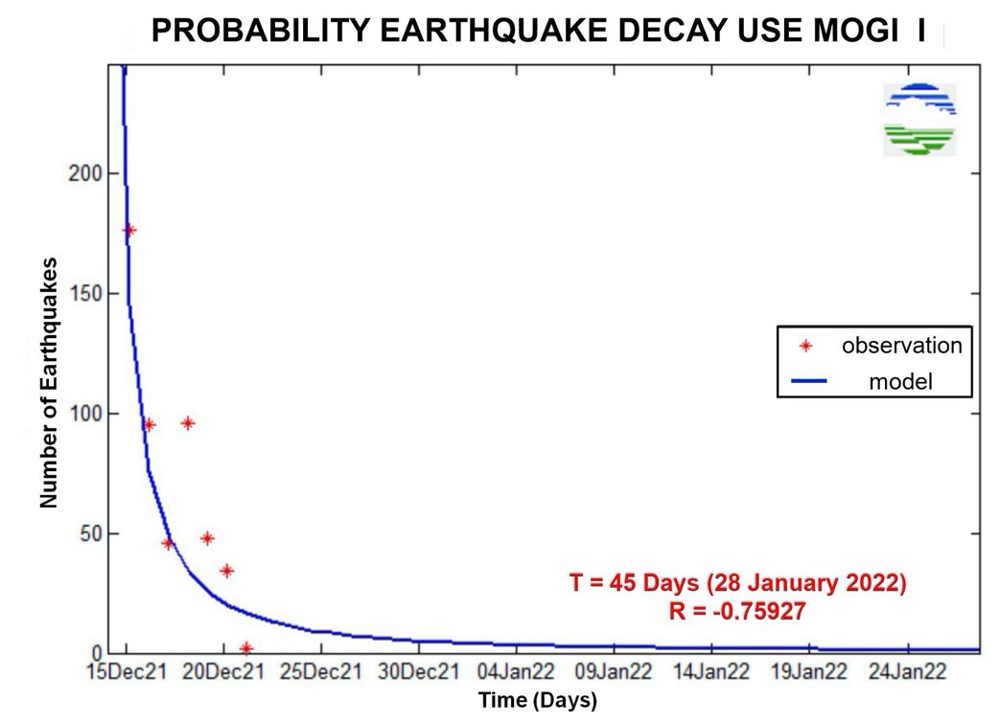 PROBABILITY EARTHQUAKE DECAY USE MOGI I
200
150
100
50
0
Number of Earthquakes
observation
model
T = 45 Days (28 January 2022)
R = -0.75927
15Dec21 20Dec21 25Dec21 30Dec21 04Jan22 09Jan22 14Jan22 19Jan22 24Jan22
Time (Days)